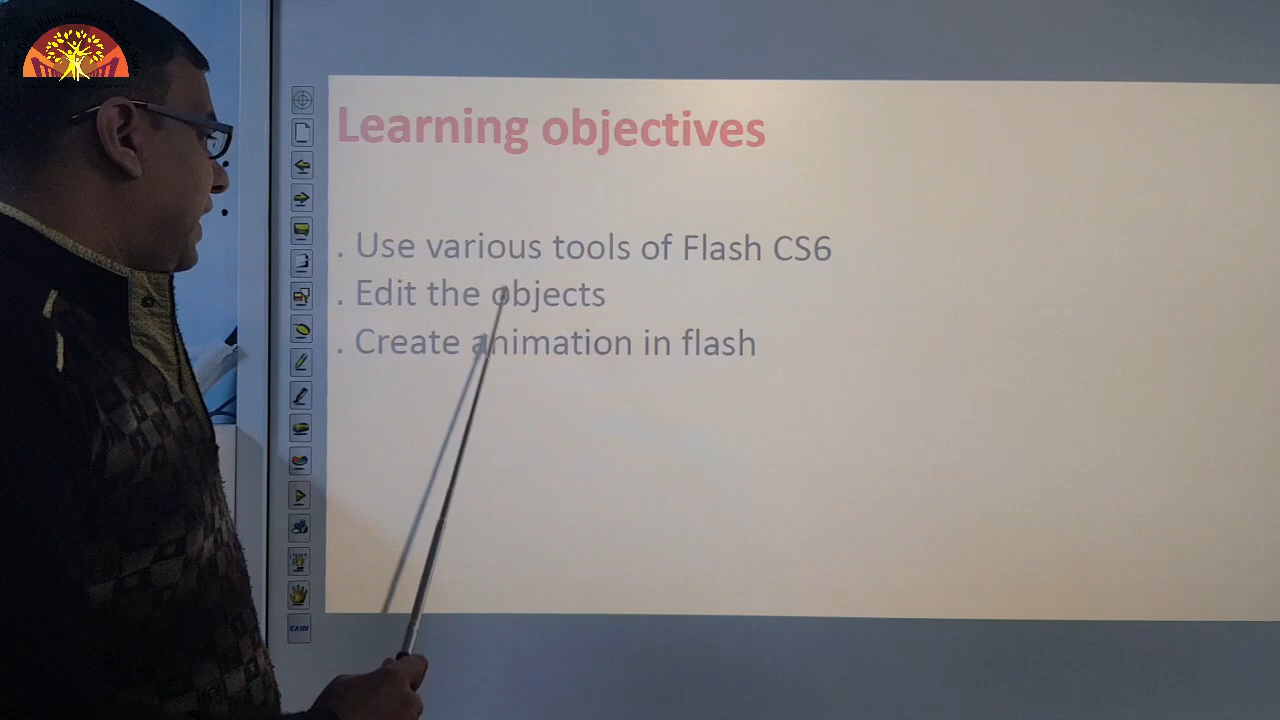 Learning objectives
. Use various tools of Flash CS6
. Edit the objects
. Create animation in flash